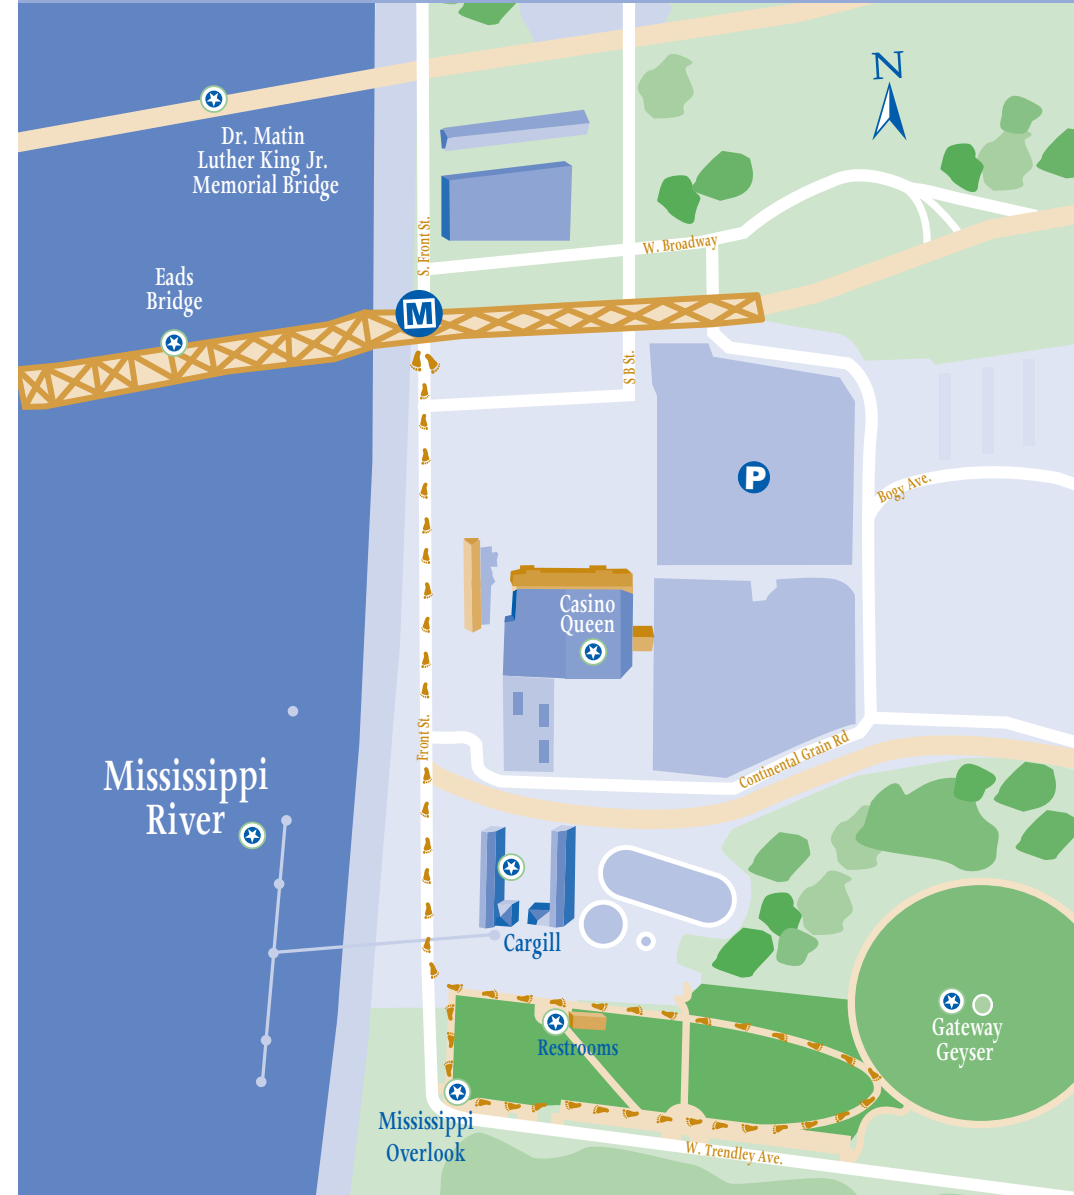 N
Dr. Matin
Luther King Jr.
Memorial Bridge
S. Front St.
W. Broadway
Eads
Bridge
M
S B St.
P
Bogy Ave.
Casino
Queen
Front St.
Continental Grain Rd
Mississippi
River
Cargill
Gateway
Geyser
Restrooms
Mississippi
Overlook
W. Trendley Ave.